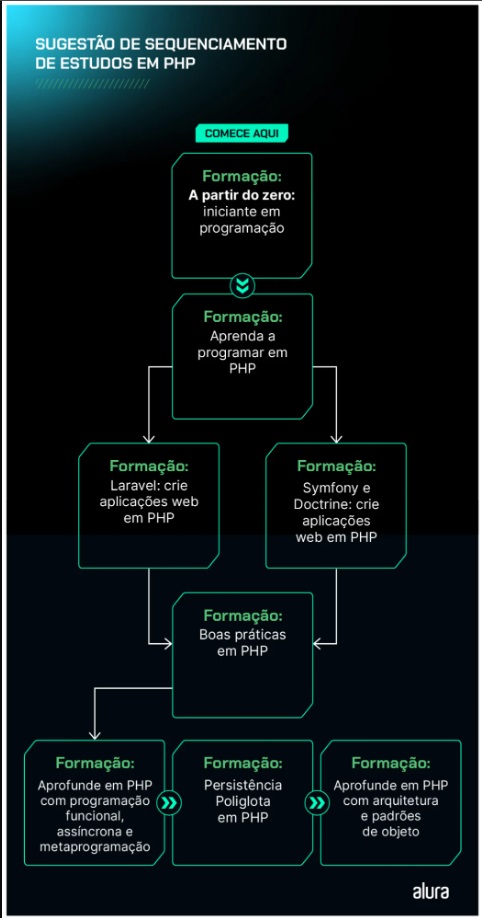 SUGESTÃO DE SEQUENCIAMENTO
DE ESTUDOS EM PHP
COMECE AQUI
Formação:
A partir do zero:
iniciante em
programação
Formação:
Aprenda a
programar em
PHP
Formação:
Laravel: crie
aplicações web
em PHP
Formação:
Symfony e
Doctrine: crie
aplicações
web em PHP
Formação:
Boas práticas
em PHP
Formação:
Aprofunde em PHP
com programação
funcional,
assíncrona e
metaprogramação
Formação:
Persistência
Poliglota
em PHP
Formação:
Aprofunde em PHP
com arquitetura
e padrões
de objeto
alura